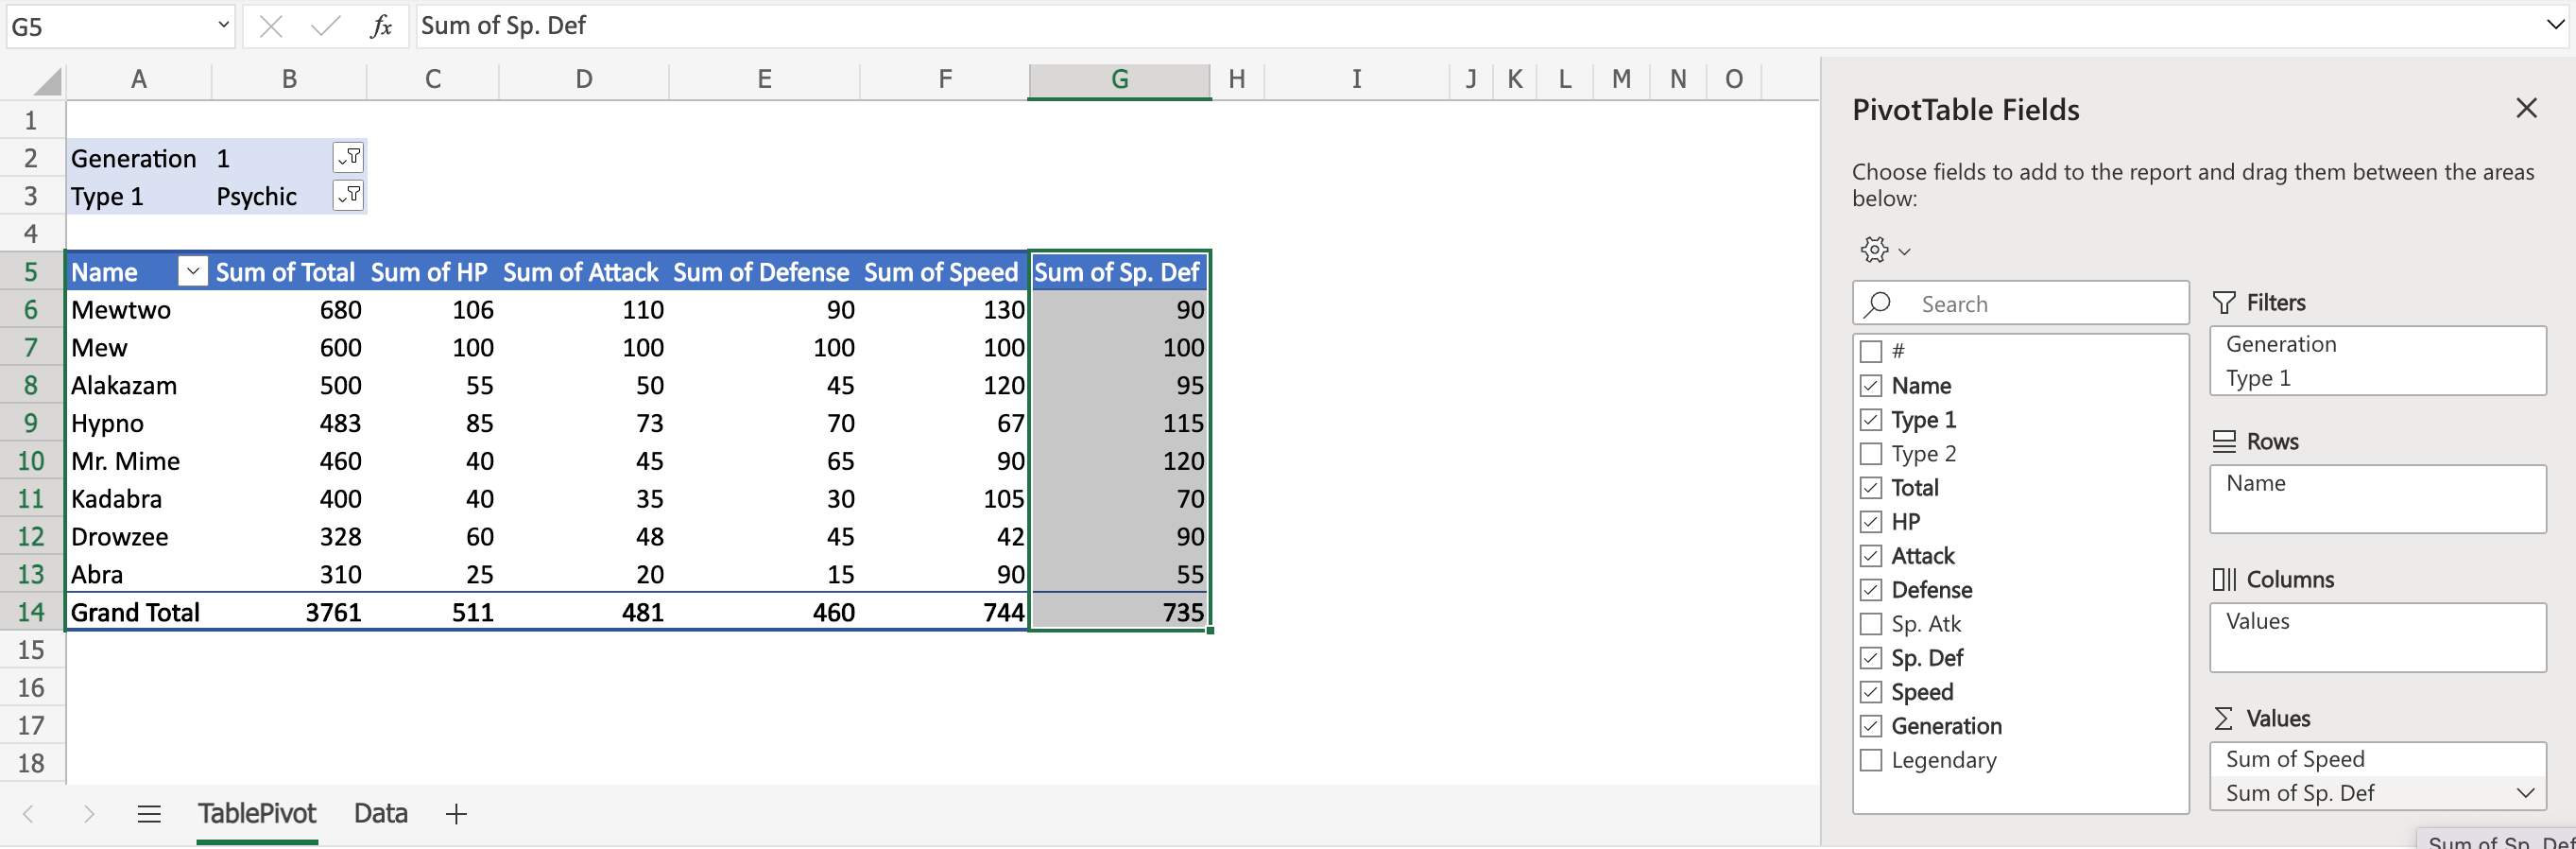 G5 fx Sum of Sp. Def
A B C D E F G H I J K L M N O
1
2 Generation 1
3 Type 1 Psychic
4
5 Name Sum of Total Sum of HP Sum of Attack Sum of Defense Sum of Speed Sum of Sp. Def
6 Mewtwo 680 106 110 90 130 90
7 Mew 600 100 100 100 100 100
8 Alakazam 500 55 50 45 120 95
9 Hypno 483 85 73 70 67 115
10 Mr. Mime 460 40 45 65 90 120
11 Kadabra 400 40 35 30 105 70
12 Drowzee 328 60 48 45 42 90
13 Abra 310 25 20 15 90 55
14 Grand Total 3761 511 481 460 744 735
15
16
17
18
TablePivot Data
PivotTable Fields
Choose fields to add to the report and drag them between the areas
below:
Search
#
Name
Type 1
Type 2
Total
HP
Attack
Defense
Sp. Atk
Sp. Def
Speed
Generation
Legendary
Filters
Generation
Type 1
Rows
Name
Columns
Values
Σ Values
Sum of Speed
Sum of Sp. Def
Sum of Sp. Def